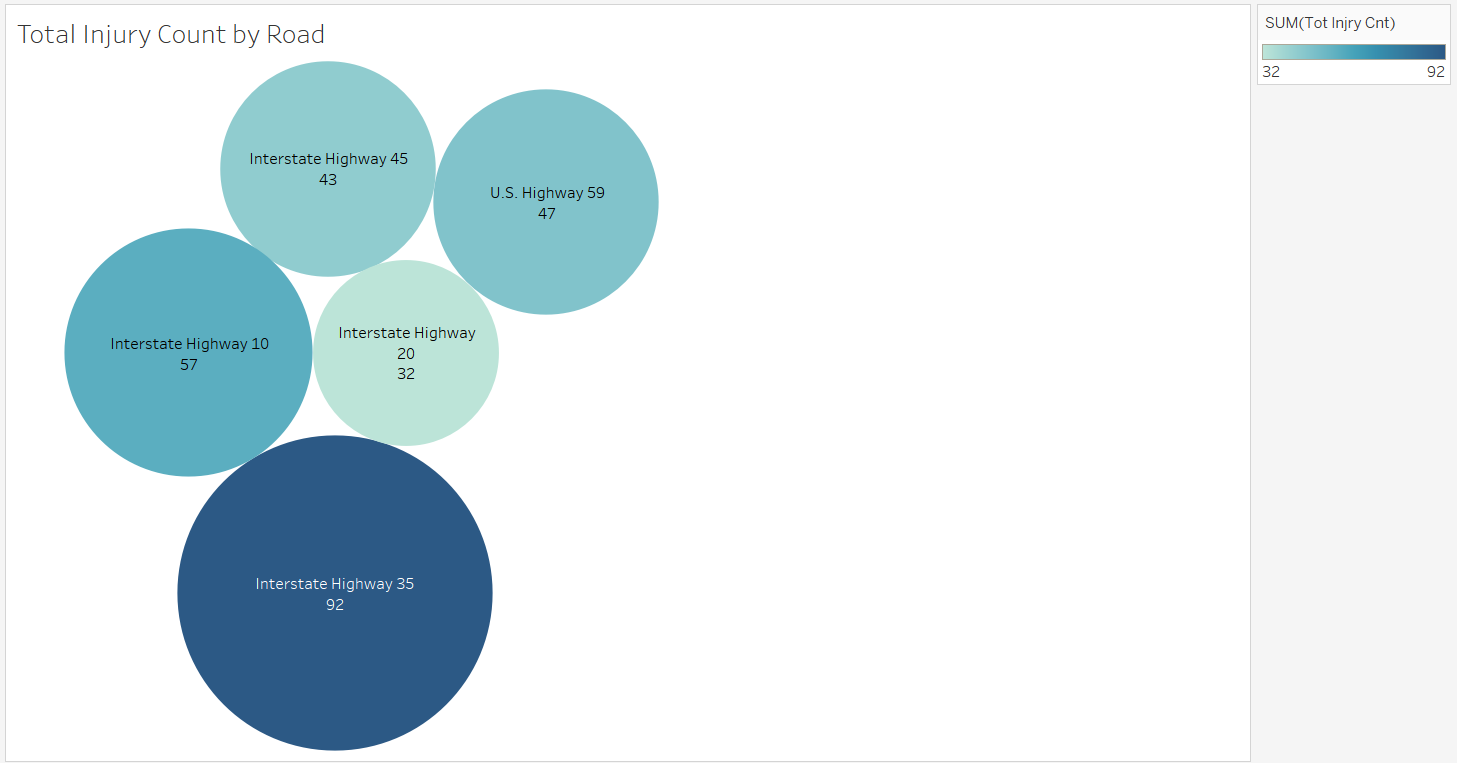 Total Injury Count by Road
SUM(Tot Injry Cnt)
32
92
Interstate Highway 45
43
U.S. Highway 59
47
Interstate Highway 10
57
Interstate Highway
20
32
Interstate Highway 35
92